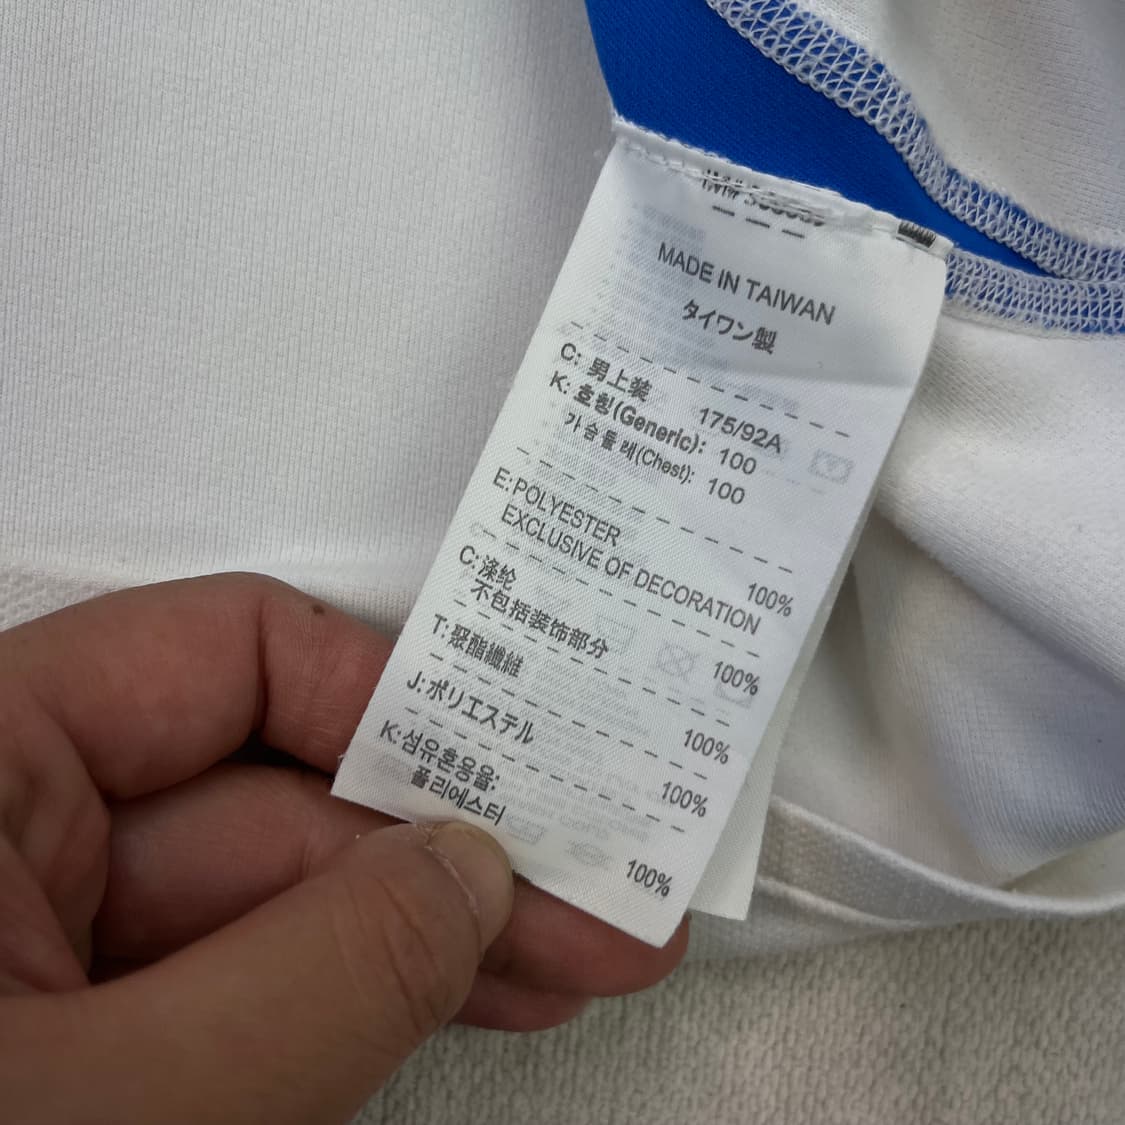 MADE IN TAIWAN
タイワン製
C: 男上装 175/92A
K: 호칭(Generic): 100
가슴둘레(Chest): 100
E: POLYESTER 100%
EXCLUSIVE OF DECORATION
C: 涤纶 100%
不包括装饰部分
T: 聚酯纖維 100%
J: ポリエステル 100%
K: 섬유혼용율:
폴리에스터 100%